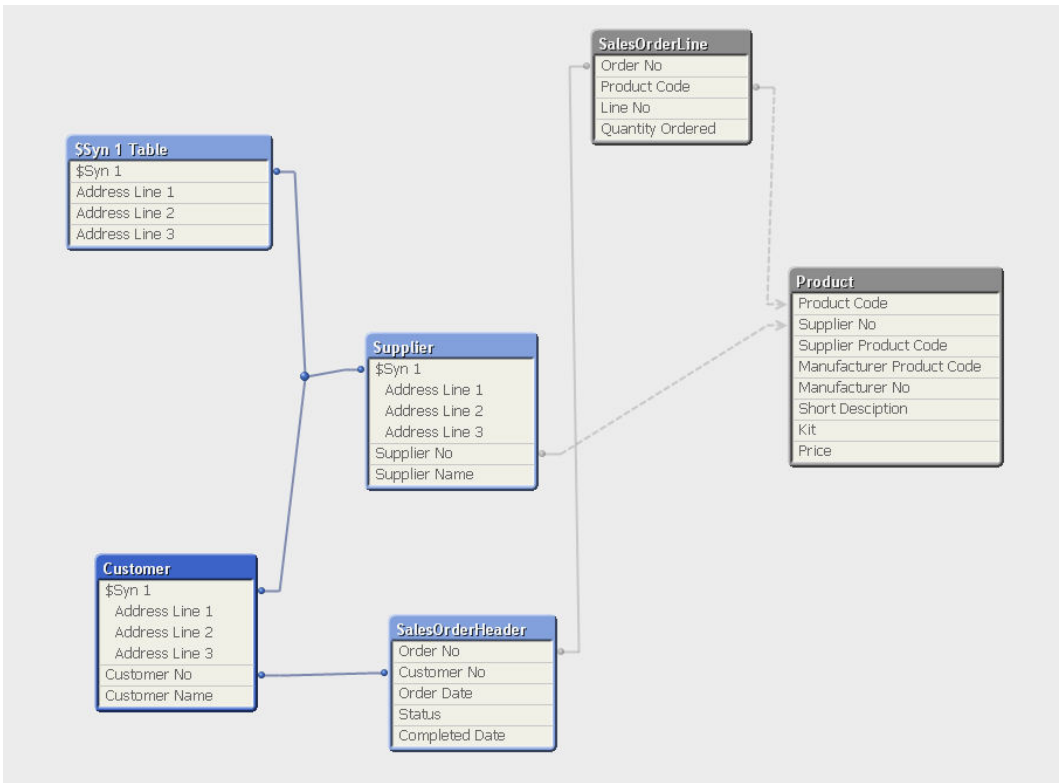 SalesOrderLine
Order No
Product Code
Line No
Quantity Ordered
$Syn 1 Table
$Syn 1
Address Line 1
Address Line 2
Address Line 3
Product
Product Code
Supplier No
Supplier Product Code
Manufacturer Product Code
Manufacturer No
Short Desciption
Kit
Price
Supplier
$Syn 1
Address Line 1
Address Line 2
Address Line 3
Supplier No
Supplier Name
Customer
$Syn 1
Address Line 1
Address Line 2
Address Line 3
Customer No
Customer Name
SalesOrderHeader
Order No
Customer No
Order Date
Status
Completed Date